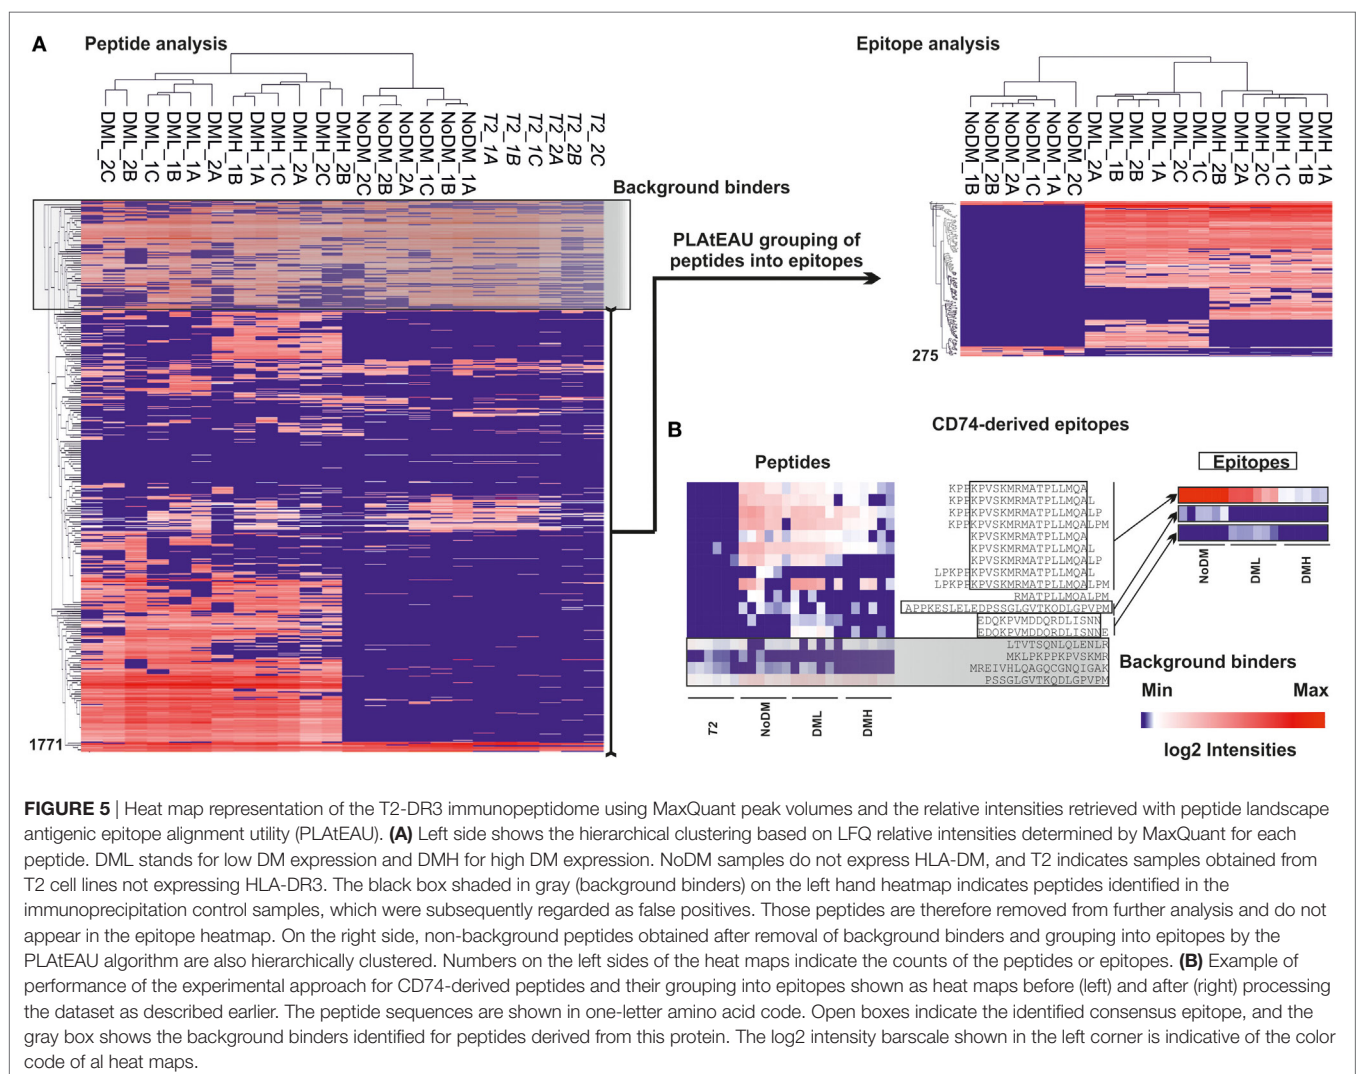 A
Peptide analysis
DML_2C
DML_2B
DML_1C
DML_1B
DML_1A
DML_2A
DMH_1B
DMH_1A
DMH_1C
DMH_2A
DMH_2C
DMH_2B
NoDM_2C
NoDM_2B
NoDM_2A
NoDM_1C
NoDM_1B
NoDM_1A
T2_1A
T2_1B
T2_1C
T2_2A
T2_2B
T2_2C
Background binders
1771
PLAtEAU grouping of
peptides into epitopes
Epitope analysis
NoDM_1B
NoDM_2B
NoDM_2A
NoDM_1C
NoDM_1A
NoDM_2C
DML_2A
DML_1B
DML_2B
DML_1A
DML_2C
DML_1C
DMH_2B
DMH_2A
DMH_2C
DMH_1C
DMH_1B
DMH_1A
275
B
CD74-derived epitopes
Peptides
Epitopes
KPPKPVSKMRMATPLLMQA
KPPKPVSKMRMATPLLMQAL
KPPKPVSKMRMATPLLMQALP
KPPKPVSKMRMATPLLMQALPM
KPVSKMRMATPLLMQA
KPVSKMRMATPLLMQAL
KPVSKMRMATPLLMQALP
LPKPPKPVSKMRMATPLLMQAL
LPKPPKPVSKMRMATPLLMQALPM
RMATPLLMQALPM
APPKESLELEDPSSGLGVTKQDLGPVPM
EDQKPVMDDQRDLISNN
EDQKPVMDDQRDLISNNE
LTVTSQNLQLENLR
MKLPKPPKPVSKMR
MREIVHLQAGQCGNQIGAK
PSSGLGVTKQDLGPVPM
T2
NoDM
DML
DMH
NoDM
DML
DMH
Background binders
Min Max
log2 Intensities
FIGURE 5 | Heat map representation of the T2-DR3 immunopeptidome using MaxQuant peak volumes and the relative intensities retrieved with peptide landscape
antigenic epitope alignment utility (PLAtEAU). (A) Left side shows the hierarchical clustering based on LFQ relative intensities determined by MaxQuant for each
peptide. DML stands for low DM expression and DMH for high DM expression. NoDM samples do not express HLA-DM, and T2 indicates samples obtained from
T2 cell lines not expressing HLA-DR3. The black box shaded in gray (background binders) on the left hand heatmap indicates peptides identified in the
immunoprecipitation control samples, which were subsequently regarded as false positives. Those peptides are therefore removed from further analysis and do not
appear in the epitope heatmap. On the right side, non-background peptides obtained after removal of background binders and grouping into epitopes by the
PLAtEAU algorithm are also hierarchically clustered. Numbers on the left sides of the heat maps indicate the counts of the peptides or epitopes. (B) Example of
performance of the experimental approach for CD74-derived peptides and their grouping into epitopes shown as heat maps before (left) and after (right) processing
the dataset as described earlier. The peptide sequences are shown in one-letter amino acid code. Open boxes indicate the identified consensus epitope, and the
gray box shows the background binders identified for peptides derived from this protein. The log2 intensity barscale shown in the left corner is indicative of the color
code of al heat maps.